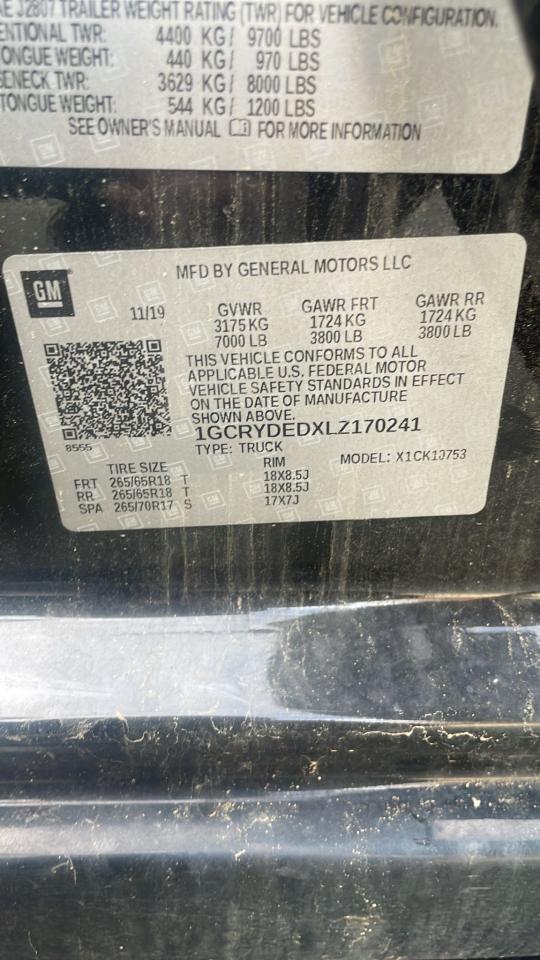 AE J2807 TRAILER WEIGHT RATING (TWR) FOR VEHICLE CONFIGURATION.
ENTIONAL TWR: 4400 KG/ 9700 LBS
TONGUE WEIGHT: 440 KG/ 970 LBS
SENECK TWR: 3629 KG/ 8000 LBS
TONGUE WEIGHT: 544 KG/ 1200 LBS
SEE OWNER'S MANUAL FOR MORE INFORMATION
GM
MFD BY GENERAL MOTORS LLC
11/19 GVWR GAWR FRT GAWR RR
3175 KG 1724 KG 1724 KG
7000 LB 3800 LB 3800 LB
THIS VEHICLE CONFORMS TO ALL
APPLICABLE U.S. FEDERAL MOTOR
VEHICLE SAFETY STANDARDS IN EFFECT
ON THE DATE OF MANUFACTURE
SHOWN ABOVE.
1GCRYDEDXLZ170241
8555
TYPE: TRUCK MODEL: X1CK10753
TIRE SIZE RIM
FRT 265/65R18 T 18X8.5J
RR 265/65R18 T 18X8.5J
SPA 265/70R17 S 17X7J